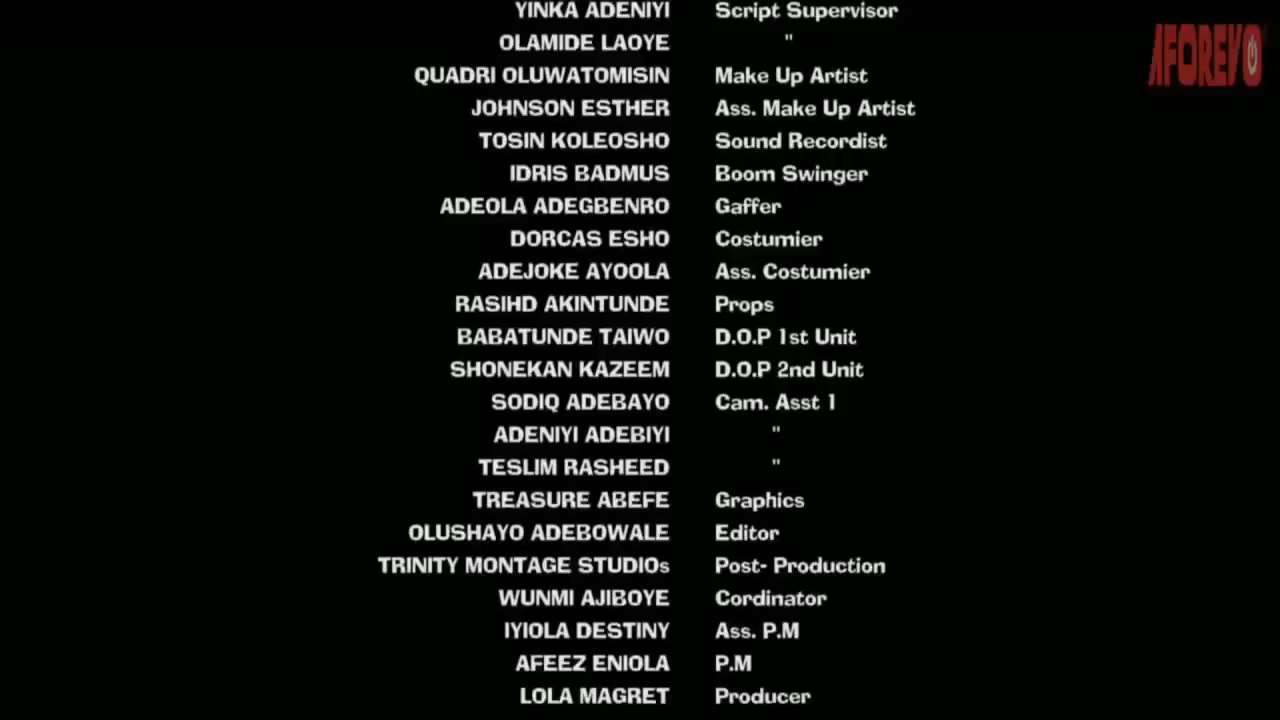 YINKA ADENIYI Script Supervisor
AFOREVO
OLAMIDE LAOYE "
QUADRI OLUWATOMISIN Make Up Artist
JOHNSON ESTHER Ass. Make Up Artist
TOSIN KOLEOSHO Sound Recordist
IDRIS BADMUS Boom Swinger
ADEOLA ADEGBENRO Gaffer
DORCAS ESHO Costumier
ADEJOKE AYOOLA Ass. Costumier
RASIHD AKINTUNDE Props
BABATUNDE TAIWO D.O.P 1st Unit
SHONEKAN KAZEEM D.O.P 2nd Unit
SODIQ ADEBAYO Cam. Asst 1
ADENIYI ADEBIYI "
TESLIM RASHEED "
TREASURE ABEFE Graphics
OLUSHAYO ADEBOWALE Editor
TRINITY MONTAGE STUDIOs Post- Production
WUNMI AJIBOYE Cordinator
IYIOLA DESTINY Ass. P.M
AFEEZ ENIOLA P.M
LOLA MAGRET Producer